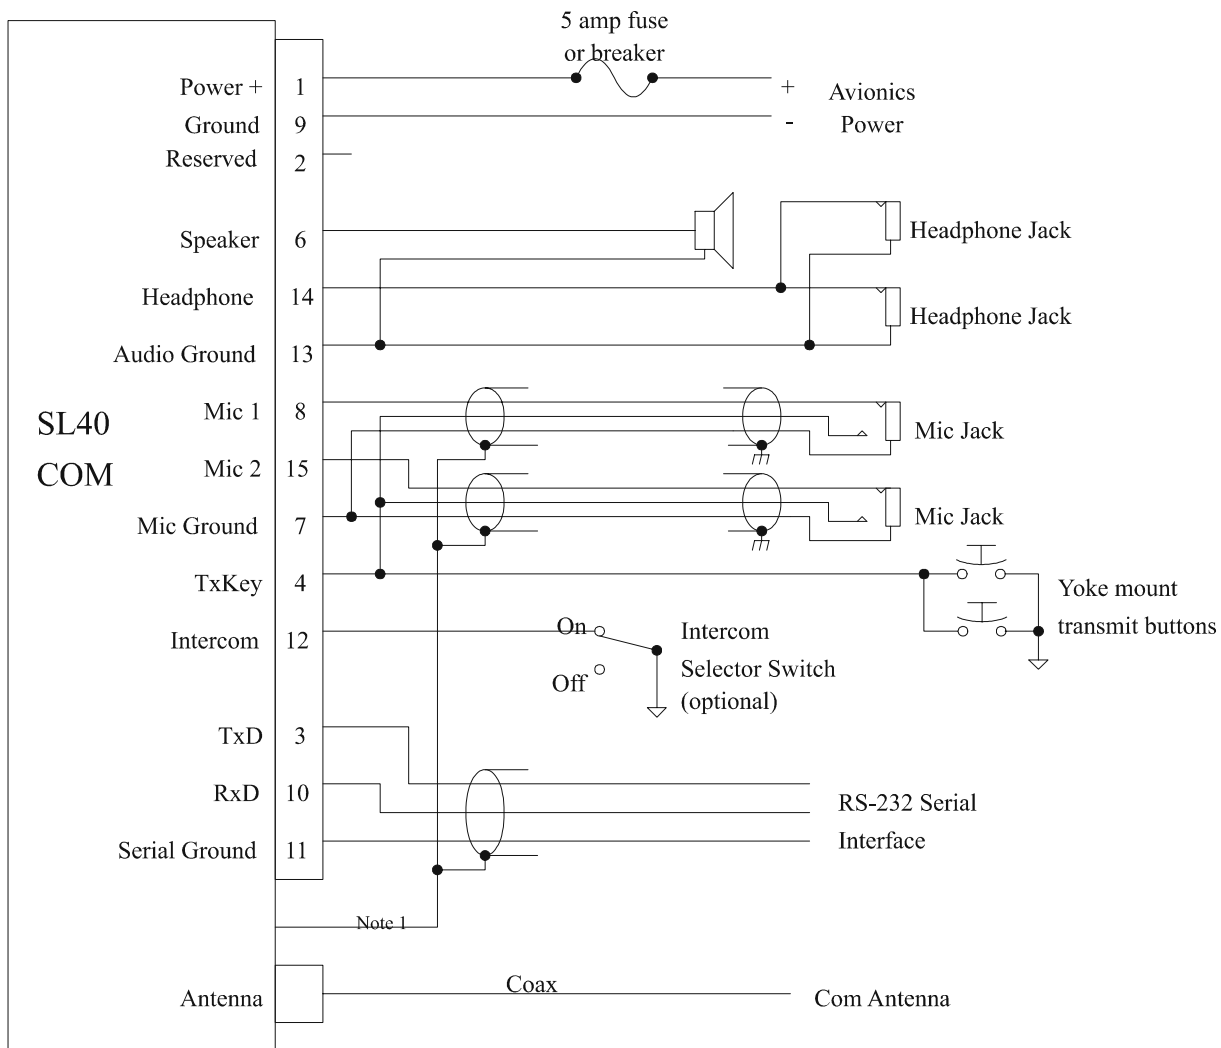 5 amp fuse
or breaker
Power + 1
+ Avionics
Ground 9
- Power
Reserved 2
Speaker 6
Headphone Jack
Headphone 14
Headphone Jack
Audio Ground 13
SL40
COM
Mic 1 8
Mic Jack
Mic 2 15
Mic Ground 7
Mic Jack
TxKey 4
Yoke mount
transmit buttons
Intercom 12
On
Off
Intercom
Selector Switch
(optional)
TxD 3
RxD 10
RS-232 Serial
Interface
Serial Ground 11
Note 1
Antenna
Coax
Com Antenna